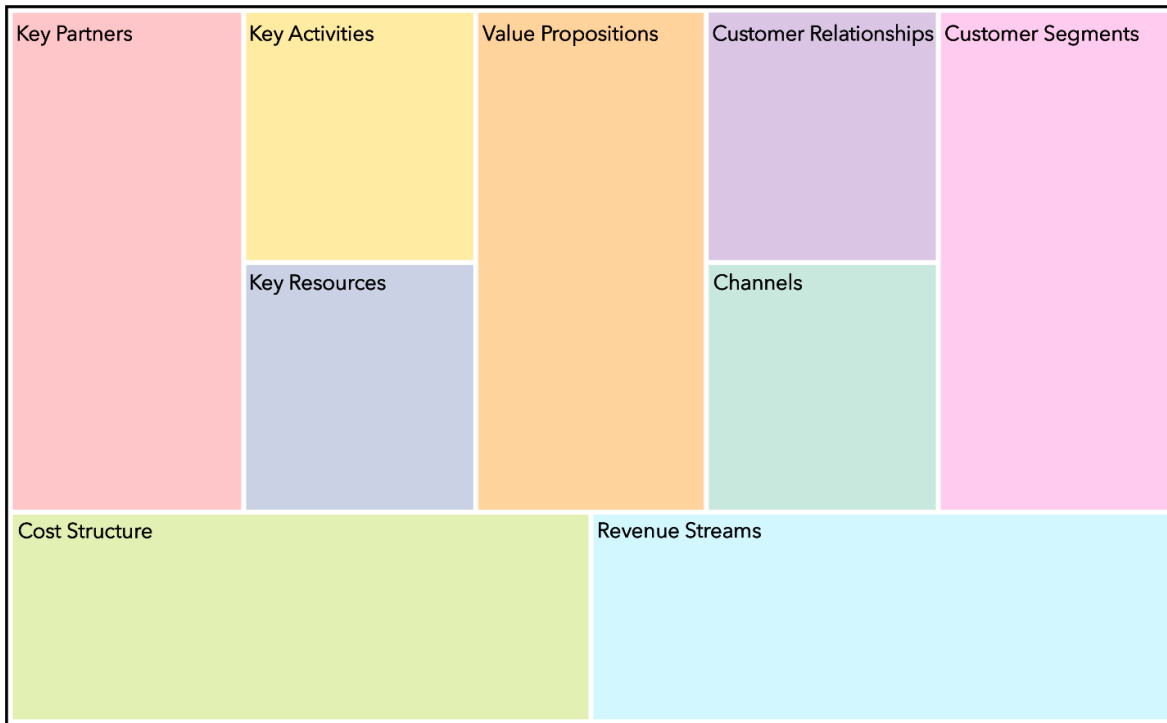 Key Partners
Key Activities
Value Propositions
Customer Relationships
Customer Segments
Key Resources
Channels
Cost Structure
Revenue Streams